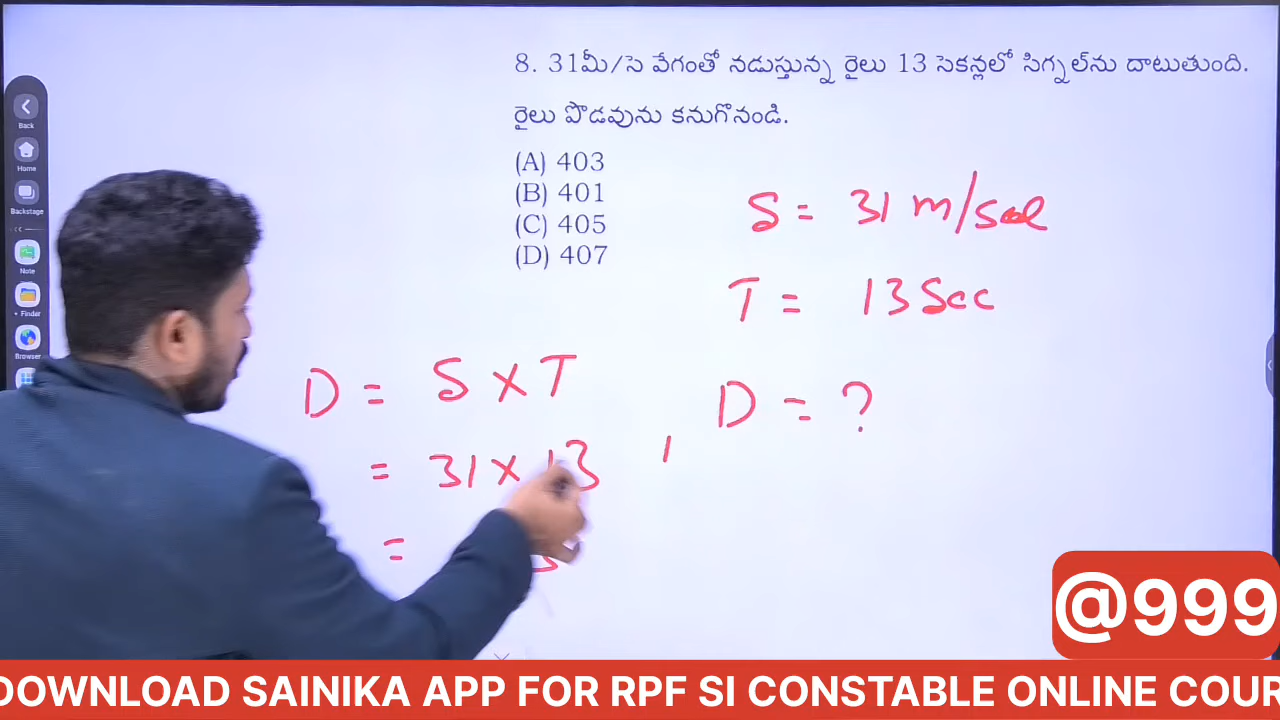 Back
Home
Backstage
Note
Finder
Browser
8. 31మీ/సె వేగంతో నడుస్తున్న రైలు 13 సెకన్లలో సిగ్నల్‌ను దాటుతుంది.
రైలు పొడవును కనుగొనండి.
(A) 403
(B) 401
(C) 405
(D) 407
S = 31 m/sec
T = 13 Sec
D = ?
D = S X T
= 31 x 13
=
@999
DOWNLOAD SAINIKA APP FOR RPF SI CONSTABLE ONLINE COUR